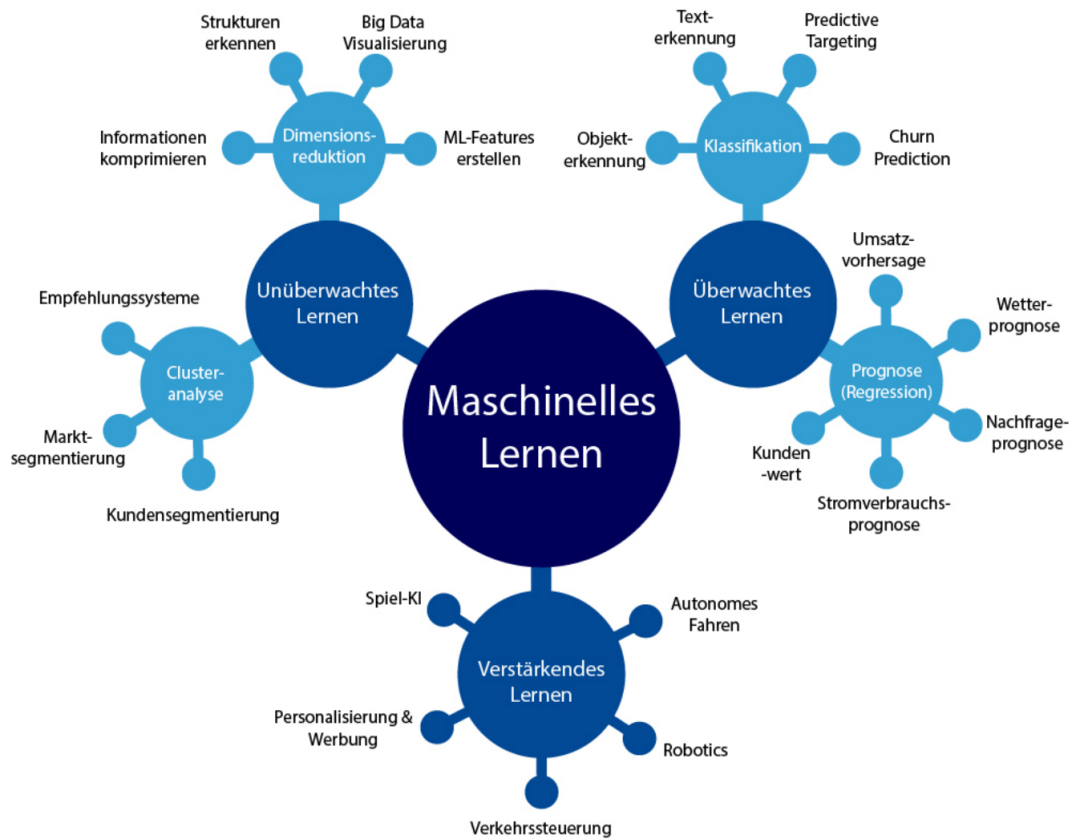 Strukturen
erkennen
Big Data
Visualisierung
Informationen
komprimieren
Dimensions-
reduktion
ML-Features
erstellen
Text-
erkennung
Predictive
Targeting
Objekt-
erkennung
Klassifikation
Churn
Prediction
Unüberwachtes
Lernen
Überwachtes
Lernen
Empfehlungssysteme
Cluster-
analyse
Markt-
segmentierung
Kundensegmentierung
Maschinelles
Lernen
Umsatz-
vorhersage
Wetter-
prognose
Prognose
(Regression)
Nachfrage-
prognose
Kunden
-wert
Stromverbrauchs-
prognose
Spiel-KI
Autonomes
Fahren
Verstärkendes
Lernen
Personalisierung &
Werbung
Robotics
Verkehrssteuerung